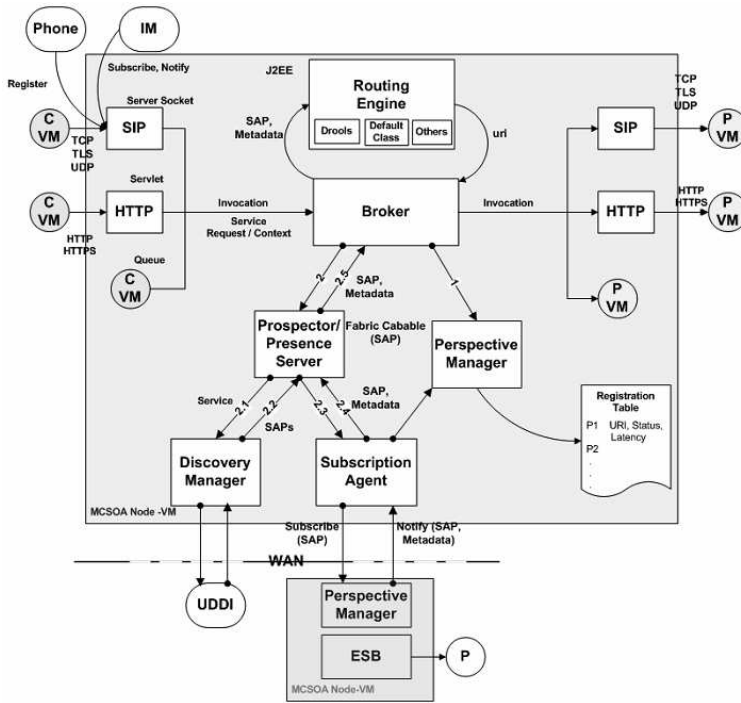 Phone
IM
Subscribe, Notify
Register
J2EE
Routing
Engine
Drools
Default
Class
Others
SAP,
Metadata
uri
TCP
TLS
UDP
C
VM
Server Socket
SIP
TCP
TLS
UDP
SIP
P
VM
Servlet
C
VM
HTTP
HTTP
HTTPS
Invocation
Service
Request / Context
Broker
Invocation
HTTP
HTTP
HTTPS
P
VM
Queue
C
VM
P
VM
2
2.5
SAP,
Metadata
1
Prospector/
Presence
Server
Fabric Cabable
(SAP)
Perspective
Manager
Service
2.1
2.2
SAPs
2.3
2.4
SAP,
Metadata
Registration
Table
P1 URI, Status,
Latency
P2
.
.
.
Discovery
Manager
Subscription
Agent
MCSOA Node -VM
Subscribe
(SAP)
Notify (SAP,
Metadata)
WAN
UDDI
Perspective
Manager
ESB
P
MCSOA Node-VM